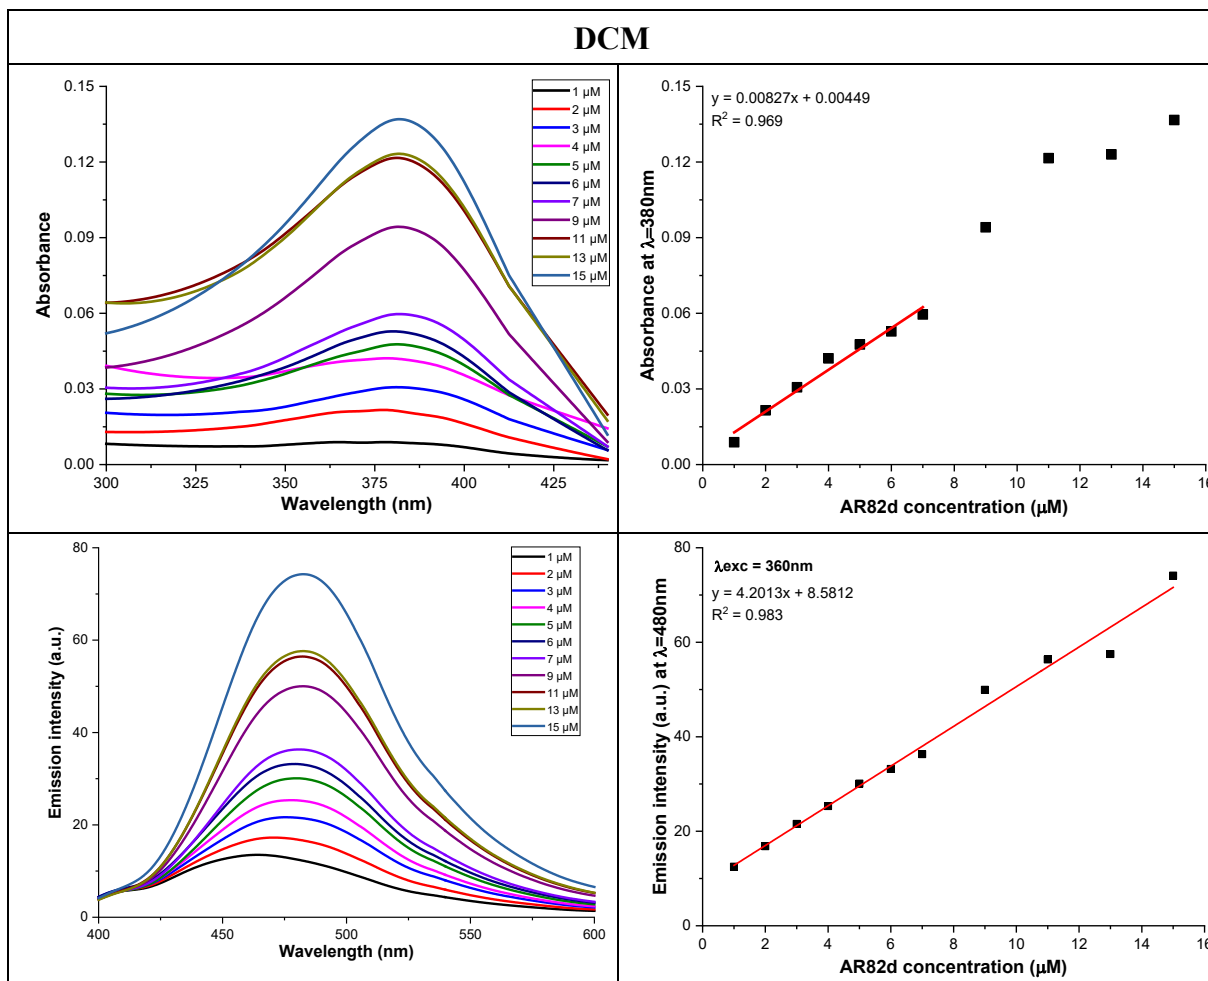 DCM
0.15
0.12
0.09
0.06
0.03
0.00
Absorbance
300 325 350 375 400 425
Wavelength (nm)
1 µM
2 µM
3 µM
4 µM
5 µM
6 µM
7 µM
9 µM
11 µM
13 µM
15 µM
0.15
0.12
0.09
0.06
0.03
0.00
Absorbance at λ=380nm
y = 0.00827x + 0.00449
R² = 0.969
0 2 4 6 8 10 12 14 16
AR82d concentration (µM)
80
60
40
20
0
Emission intensity (a.u.)
400 450 500 550 600
Wavelength (nm)
1 µM
2 µM
3 µM
4 µM
5 µM
6 µM
7 µM
9 µM
11 µM
13 µM
15 µM
80
60
40
20
0
Emission intensity (a.u.) at λ=480nm
λexc = 360nm
y = 4.2013x + 8.5812
R² = 0.983
0 2 4 6 8 10 12 14 16
AR82d concentration (µM)